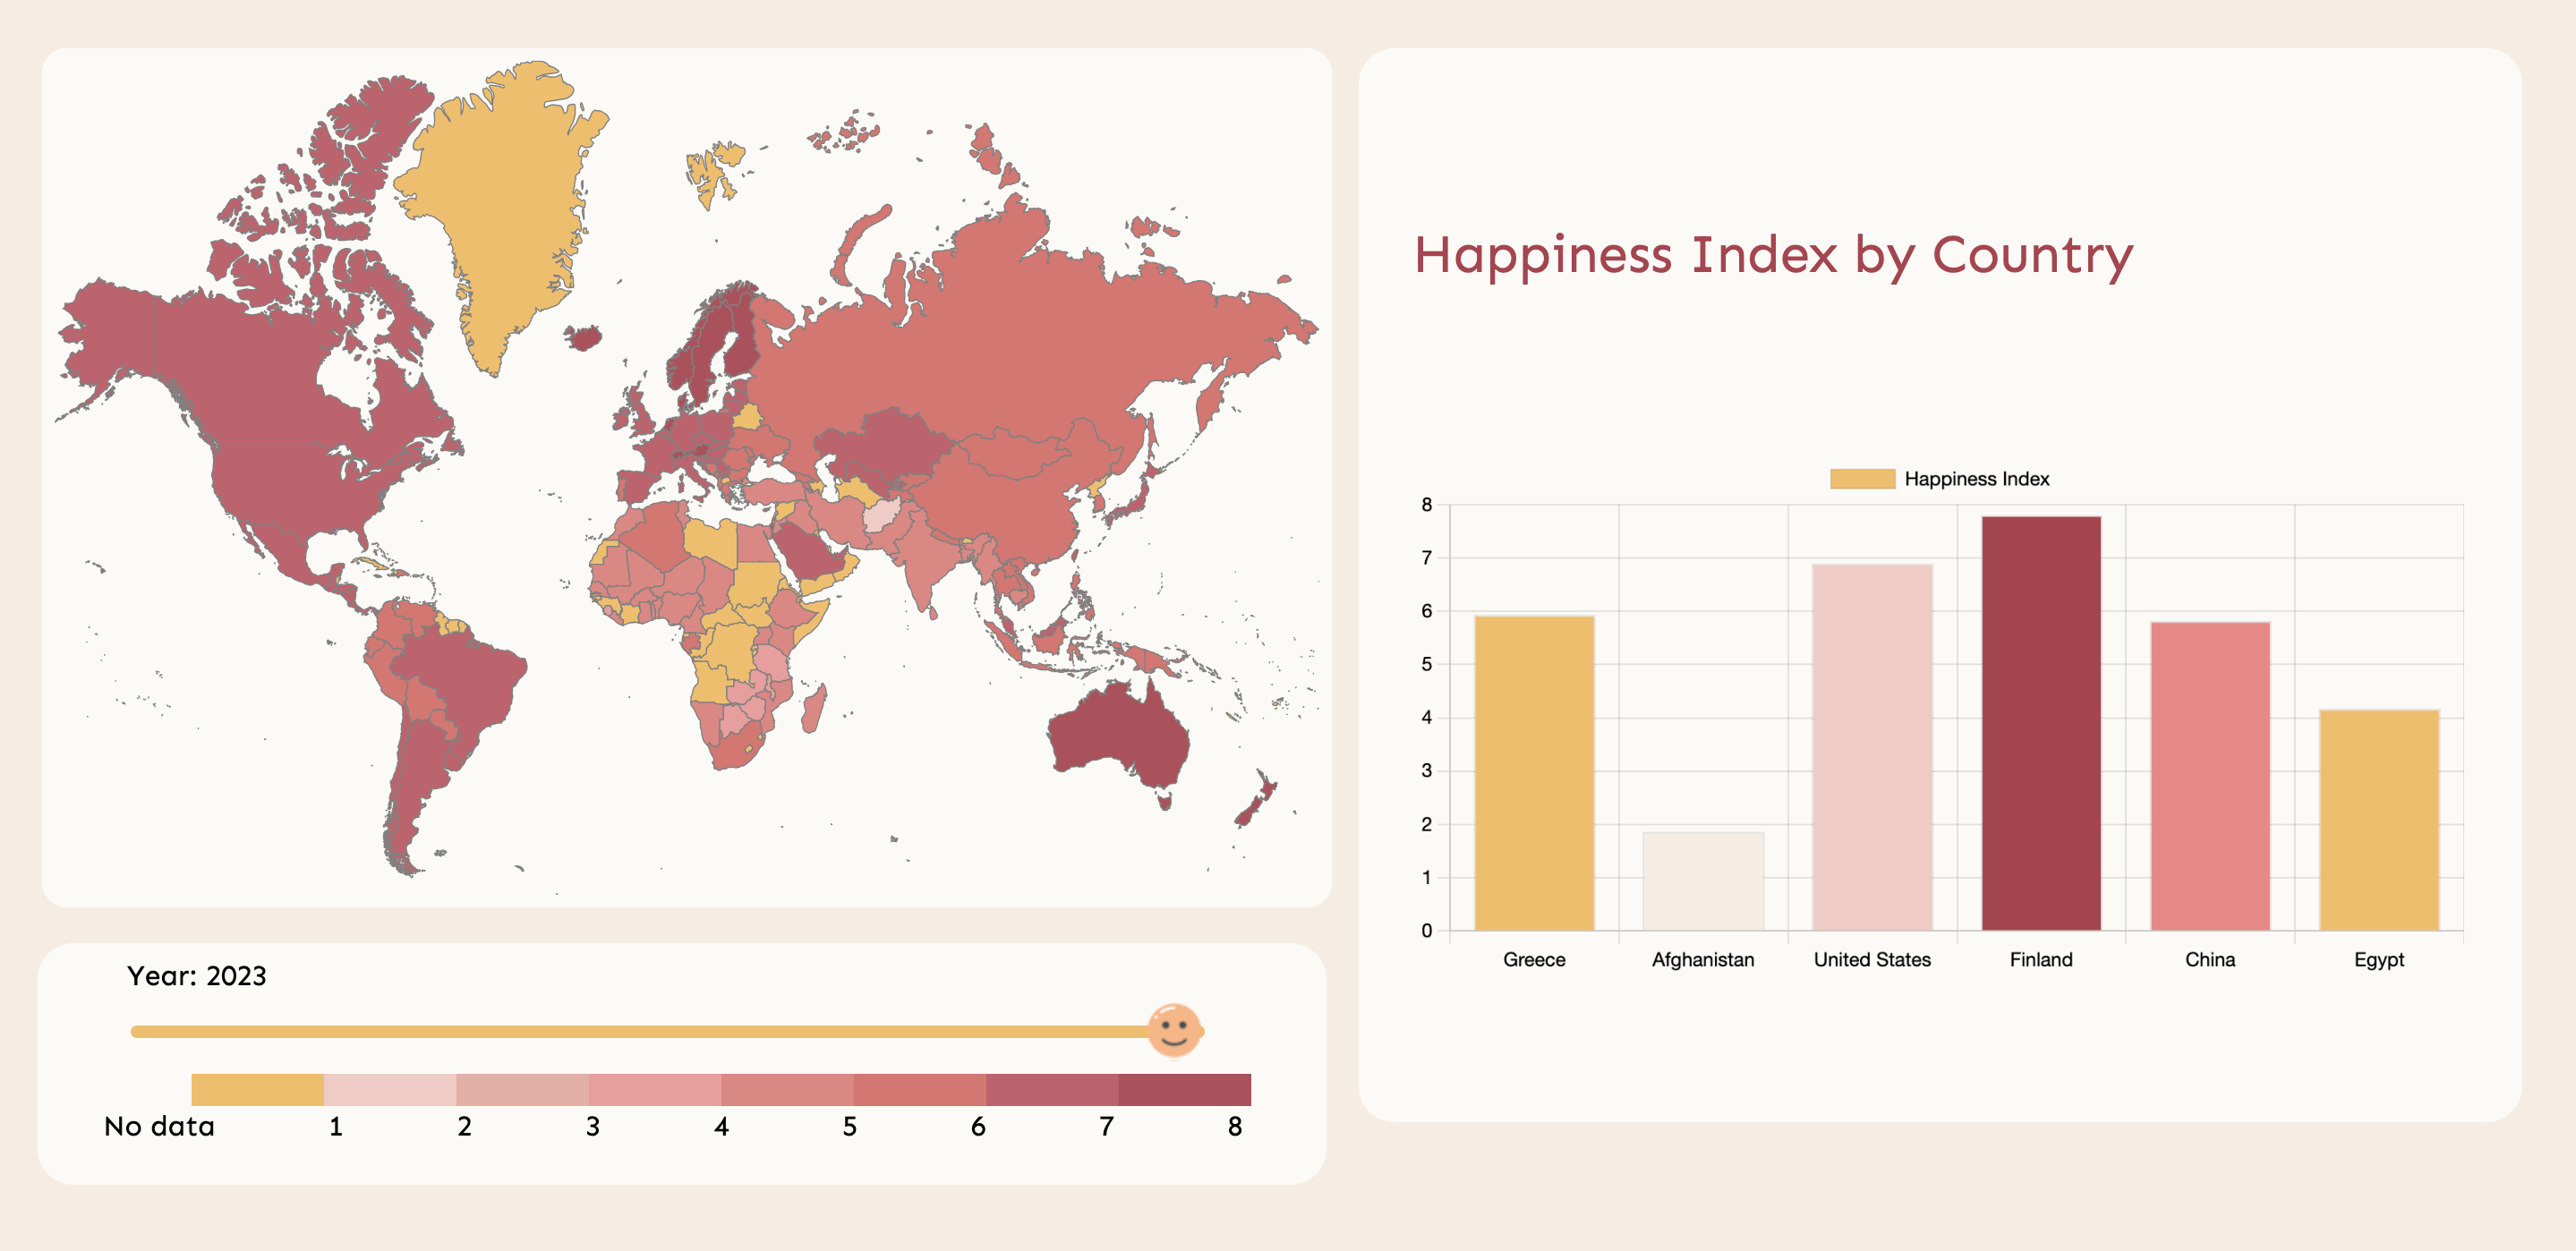 Happiness Index by Country
Happiness Index
8
7
6
5
4
3
2
1
0
Greece Afghanistan United States Finland China Egypt
Year: 2023
No data 1 2 3 4 5 6 7 8